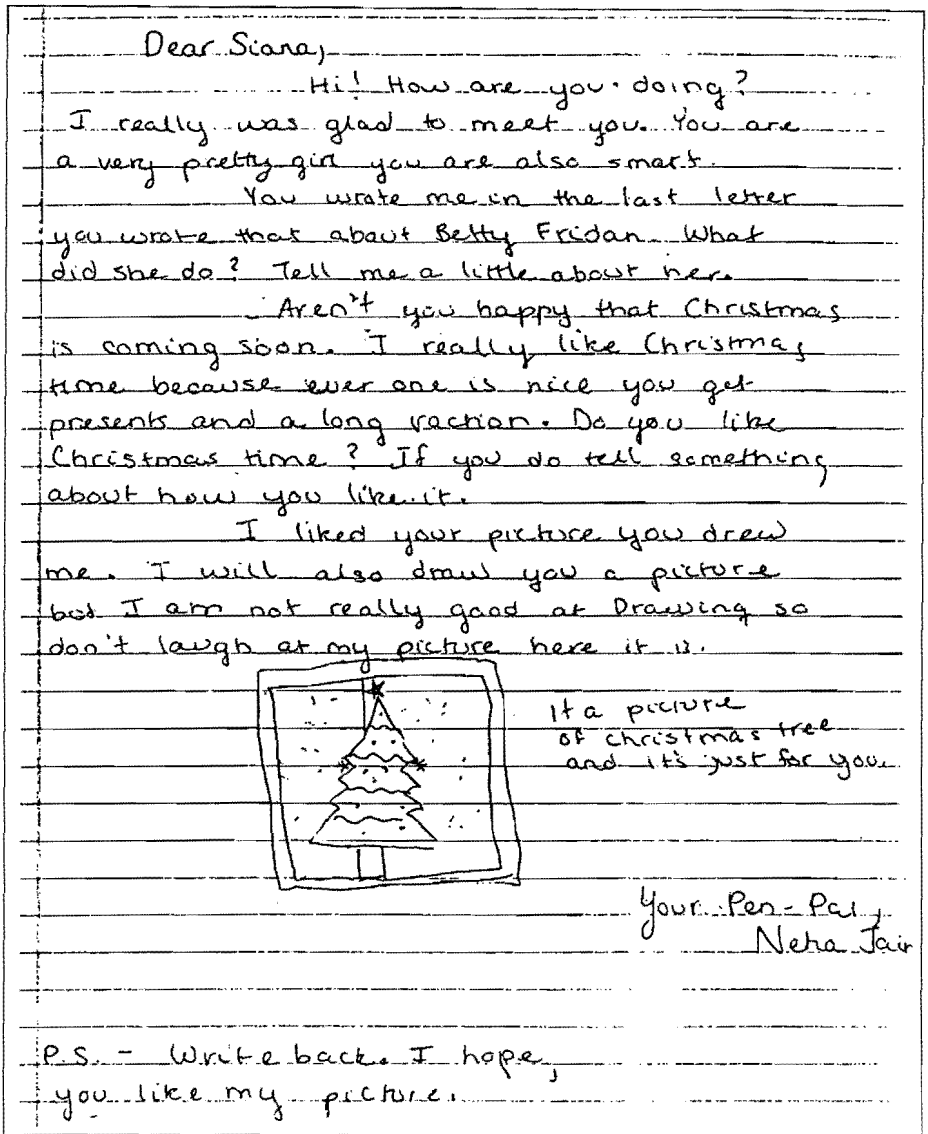 Dear Siana,
Hi! How are you doing?
I really was glad to meet you. You are
a very pretty girl you are also smart.
You wrote me in the last letter
you wrote that about Betty Fridan. What
did she do? Tell me a little about her.
Aren't you happy that Christmas
is coming soon. I really like Christmas
time because ever one is nice you get
presents and a long vaction. Do you like
Christmas time? If you do tell something
about how you like it.
I liked your picture you drew
me. I will also draw you a picture
but I am not really good at Drawing so
don't laugh at my picture here it is.
It a picture
of christmas tree
and it's just for you.
Your Pen-Pal,
Neha Jain
P.S. - Write back. I hope,
you like my picture.